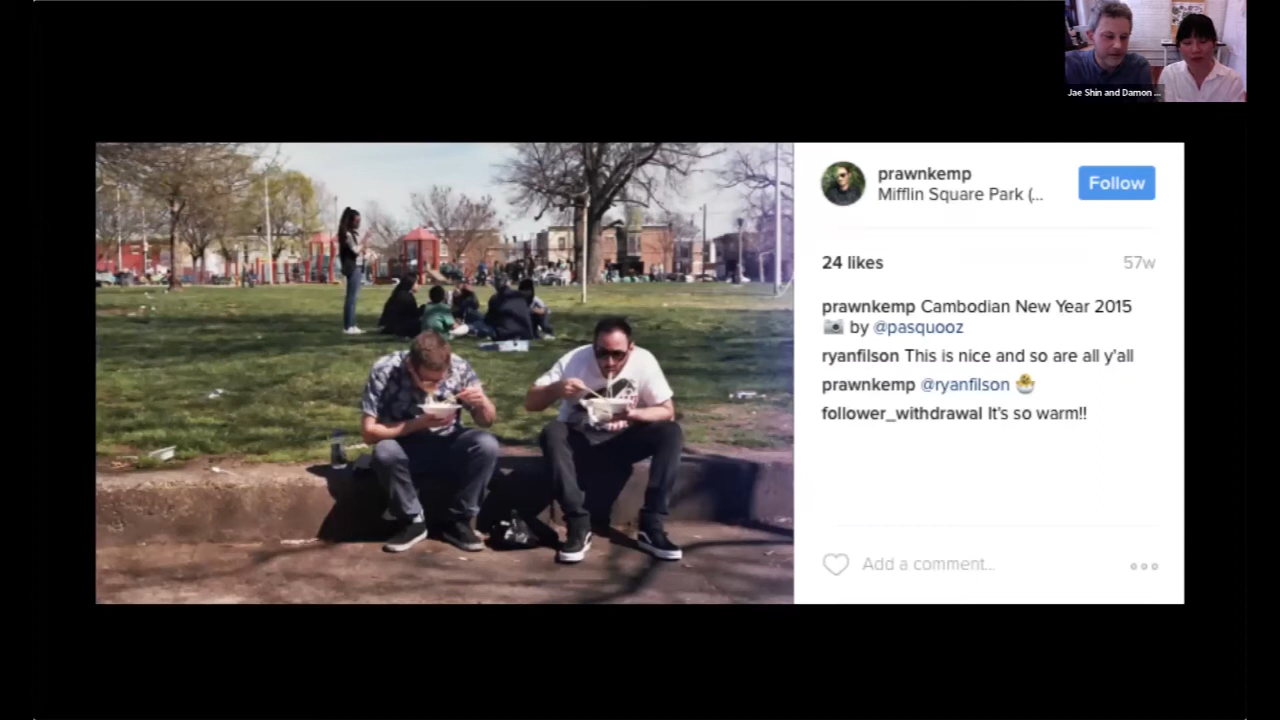 Jae Shin and Damon ...
prawnkemp
Mifflin Square Park (...
Follow
24 likes
57w
prawnkemp Cambodian New Year 2015
📷 by @pasquooz
ryanfilson This is nice and so are all y'all
prawnkemp @ryanfilson 🐣
follower_withdrawal It's so warm!!
Add a comment...